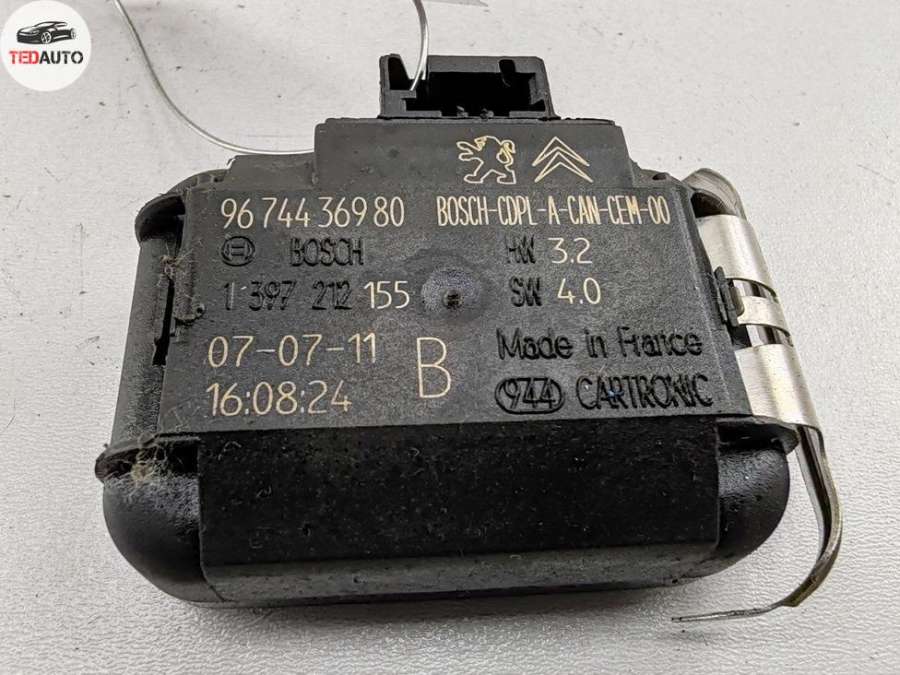 TEDAUTO
96 744 369 80 BOSCH-CDPL-A-CAN-CEM-00
BOSCH HW 3.2
1 397 212 155 SW 4.0
07-07-11 B Made in France
16:08:24 944 CARTRONIC